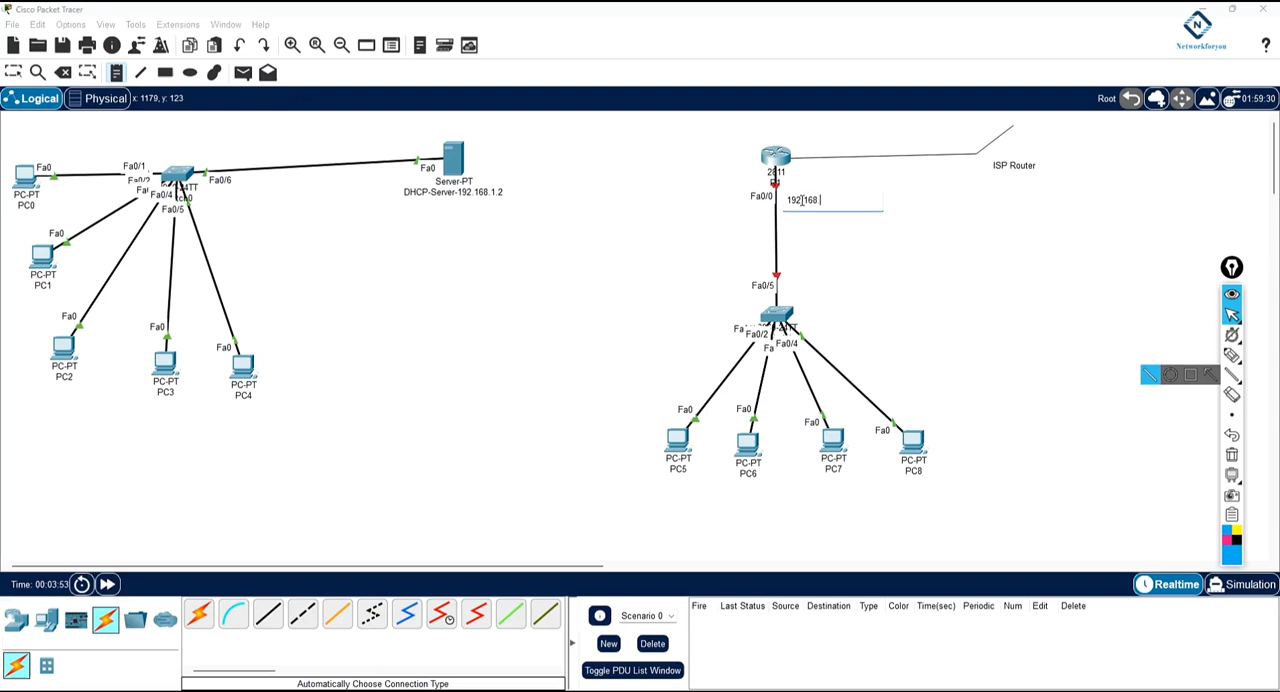 Cisco Packet Tracer
File Edit Options View Tools Extensions Window Help
Networkforyou
?
Logical Physical x: 1179, y: 123
Root 01:59:30
Fa0
PC-PT
PC0
Fa0/1
Fa0/4
Fa0/5
Fa0/6
Fa0
Server-PT
DHCP-Server-192.168.1.2
Fa0
PC-PT
PC1
Fa0
PC-PT
PC2
Fa0
PC-PT
PC3
Fa0
PC-PT
PC4
2811
Fa0/0
192.168.
ISP Router
Fa0/5
Fa0/2
Fa0/4
Fa0
PC-PT
PC5
Fa0
PC-PT
PC6
Fa0
PC-PT
PC7
Fa0
PC-PT
PC8
Time: 00:03:53
Realtime Simulation
Scenario 0
New Delete
Toggle PDU List Window
Fire Last Status Source Destination Type Color Time(sec) Periodic Num Edit Delete
Automatically Choose Connection Type